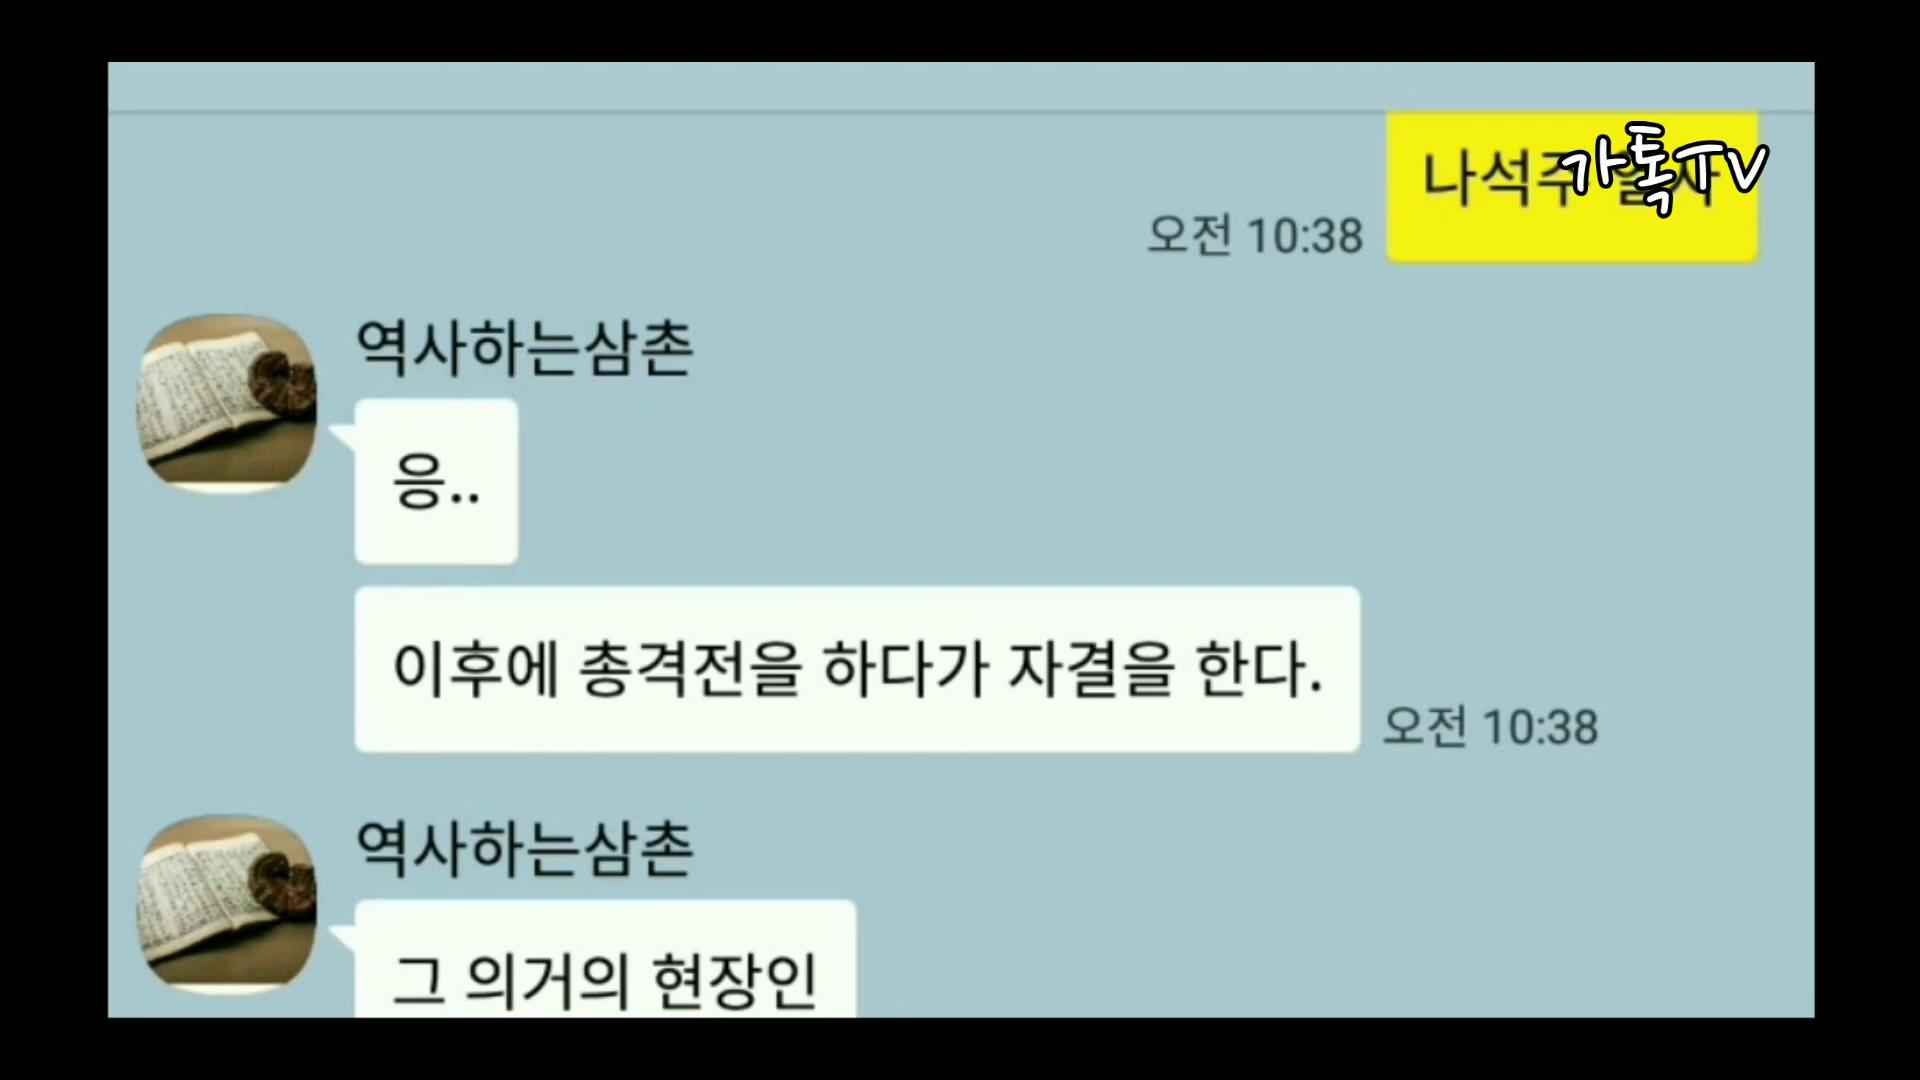 나석주
가톡TV
오전 10:38
역사하는삼촌
응..
이후에 총격전을 하다가 자결을 한다.
오전 10:38
역사하는삼촌
그 의거의 현장인